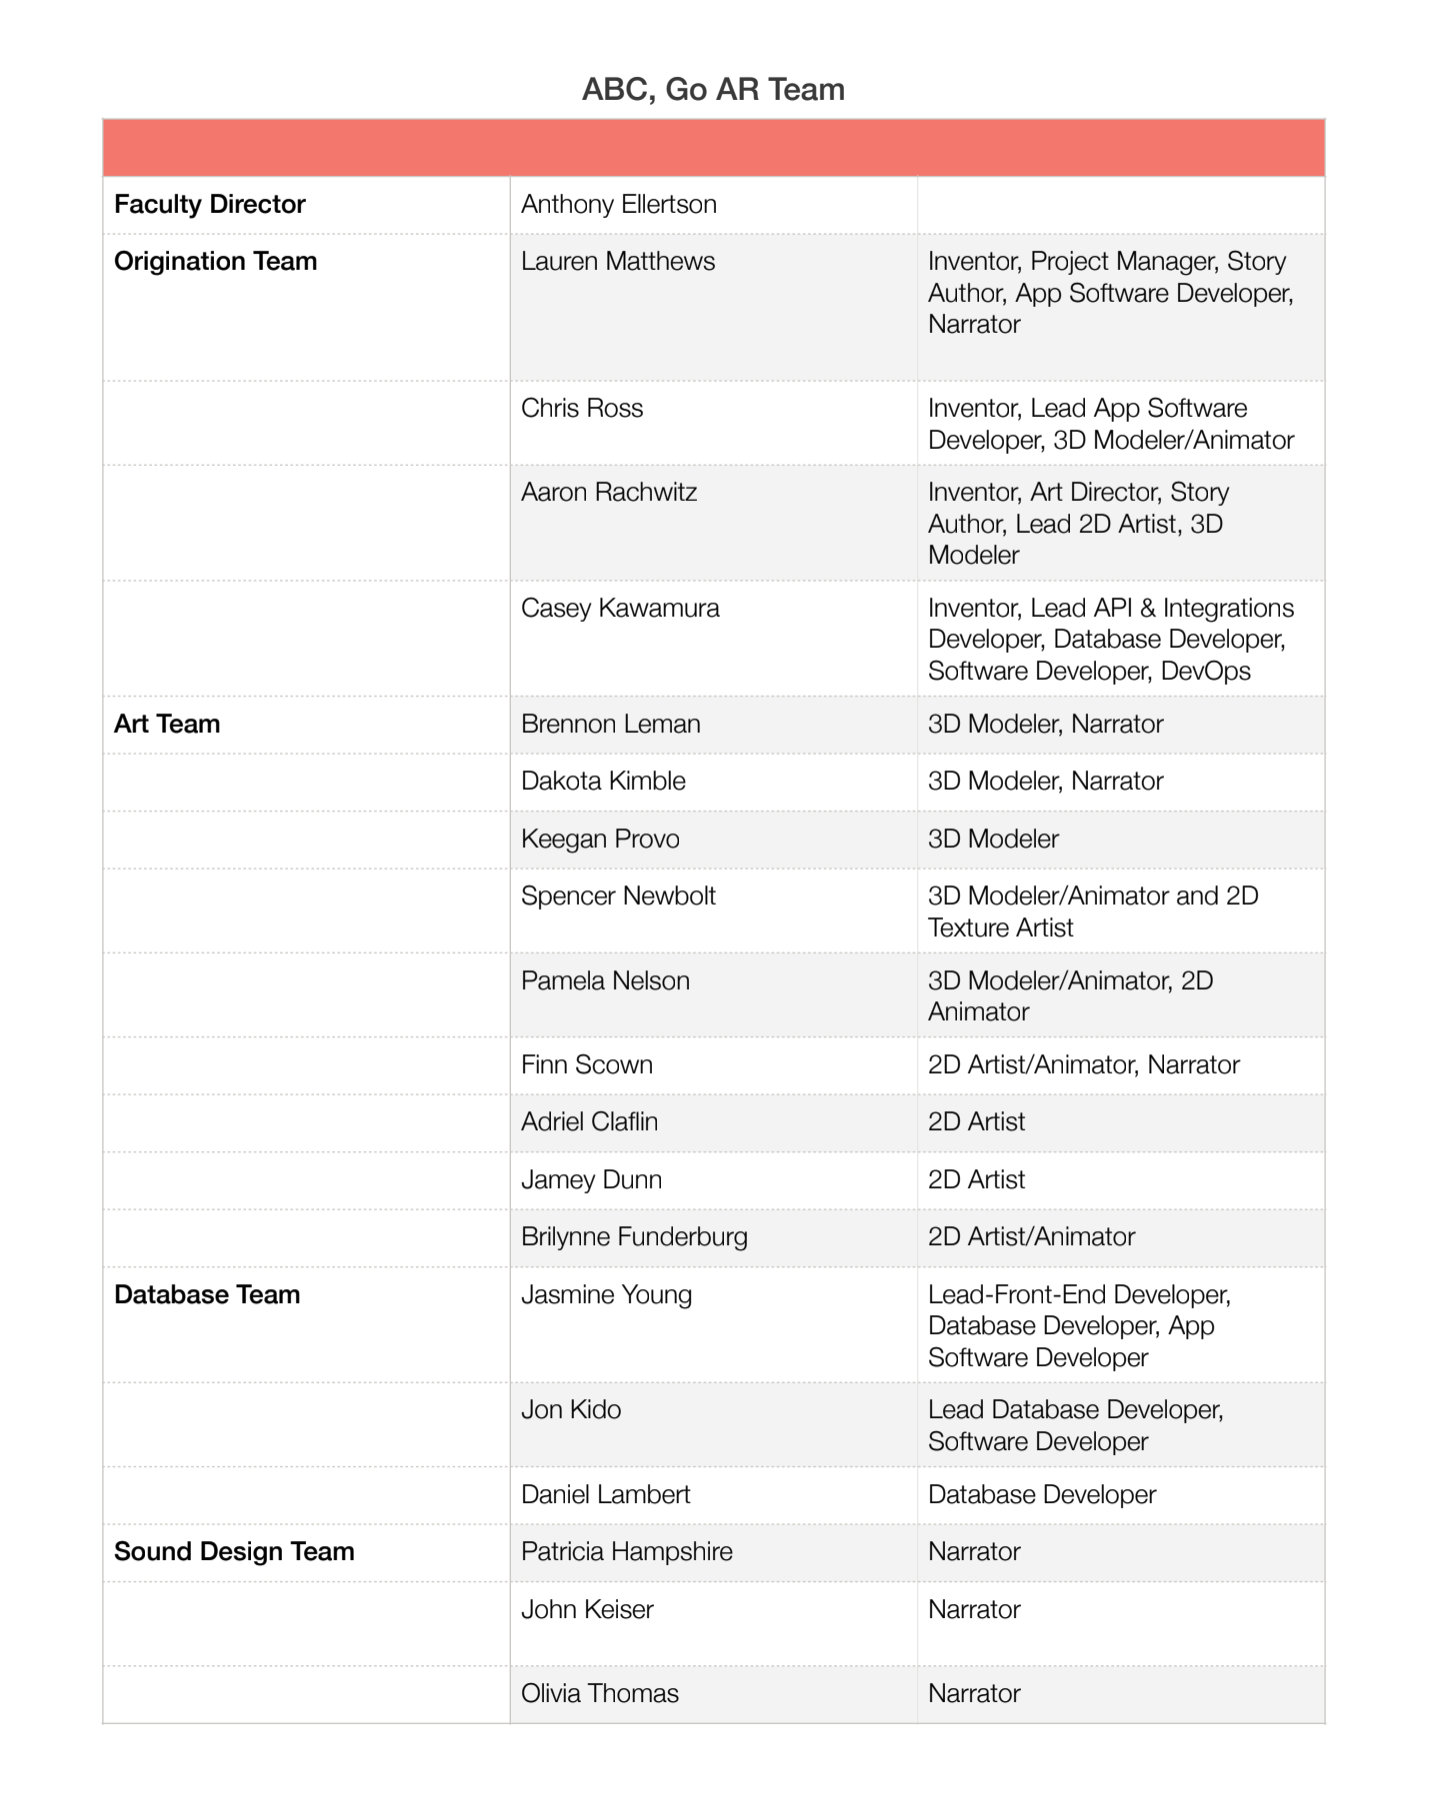 ABC, Go AR Team
Faculty Director
Anthony Ellertson
Origination Team
Lauren Matthews
Inventor, Project Manager, Story
Author, App Software Developer,
Narrator
Chris Ross
Inventor, Lead App Software
Developer, 3D Modeler/Animator
Aaron Rachwitz
Inventor, Art Director, Story
Author, Lead 2D Artist, 3D
Modeler
Casey Kawamura
Inventor, Lead API & Integrations
Developer, Database Developer,
Software Developer, DevOps
Art Team
Brennon Leman
3D Modeler, Narrator
Dakota Kimble
3D Modeler, Narrator
Keegan Provo
3D Modeler
Spencer Newbolt
3D Modeler/Animator and 2D
Texture Artist
Pamela Nelson
3D Modeler/Animator, 2D
Animator
Finn Scown
2D Artist/Animator, Narrator
Adriel Claflin
2D Artist
Jamey Dunn
2D Artist
Brilynne Funderburg
2D Artist/Animator
Database Team
Jasmine Young
Lead-Front-End Developer,
Database Developer, App
Software Developer
Jon Kido
Lead Database Developer,
Software Developer
Daniel Lambert
Database Developer
Sound Design Team
Patricia Hampshire
Narrator
John Keiser
Narrator
Olivia Thomas
Narrator